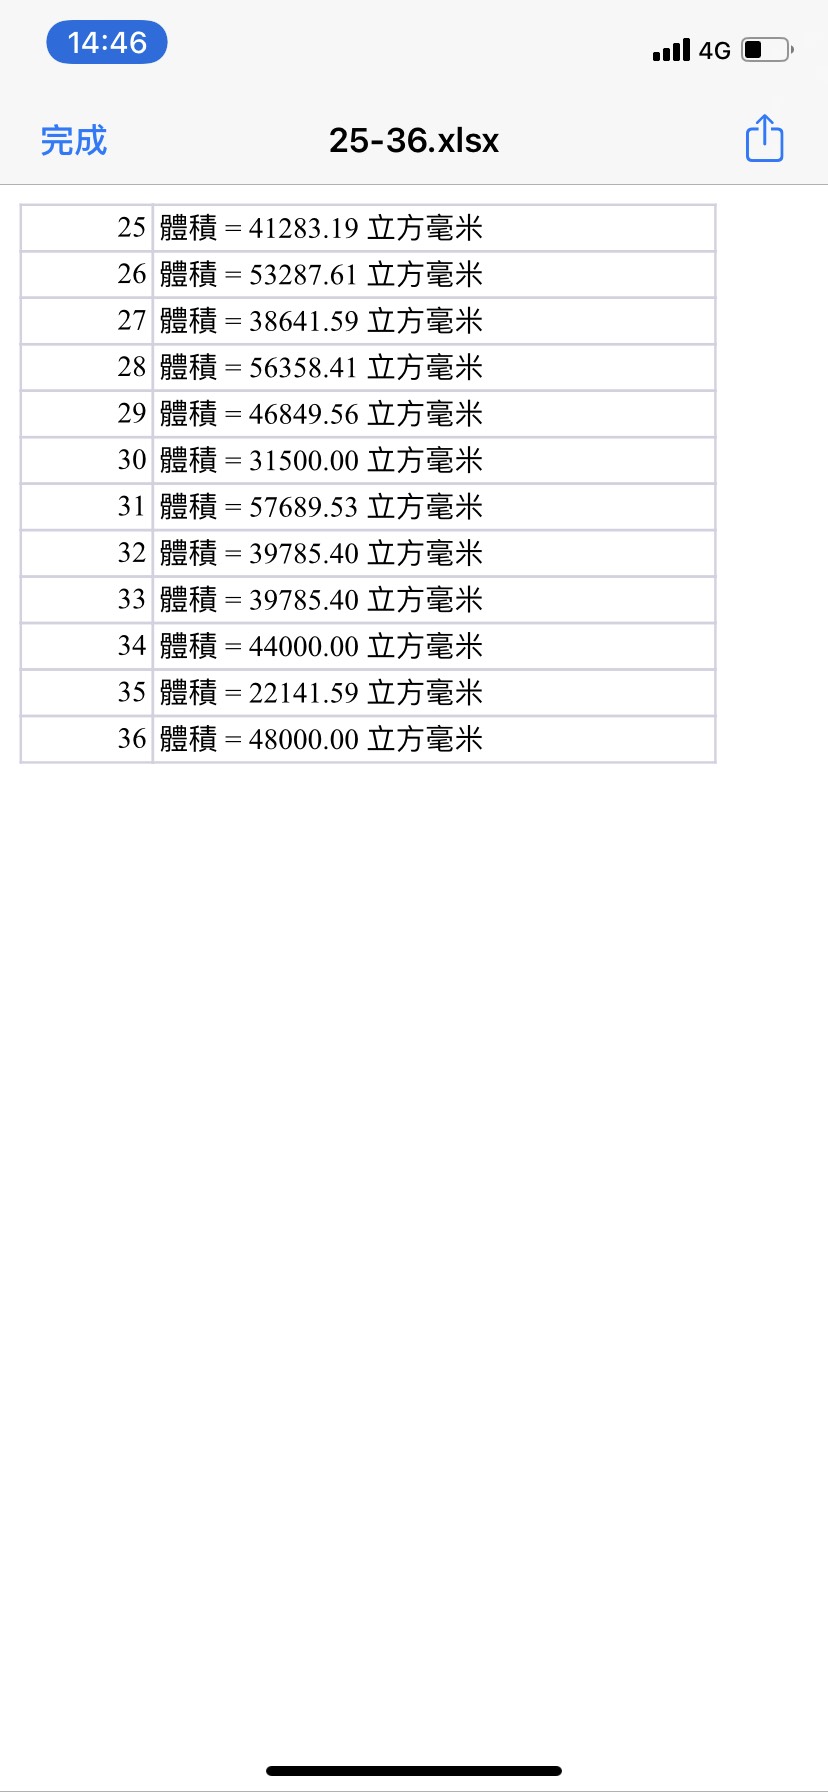 14:46
4G
完成
25-36.xlsx
25 體積 = 41283.19 立方毫米
26 體積 = 53287.61 立方毫米
27 體積 = 38641.59 立方毫米
28 體積 = 56358.41 立方毫米
29 體積 = 46849.56 立方毫米
30 體積 = 31500.00 立方毫米
31 體積 = 57689.53 立方毫米
32 體積 = 39785.40 立方毫米
33 體積 = 39785.40 立方毫米
34 體積 = 44000.00 立方毫米
35 體積 = 22141.59 立方毫米
36 體積 = 48000.00 立方毫米